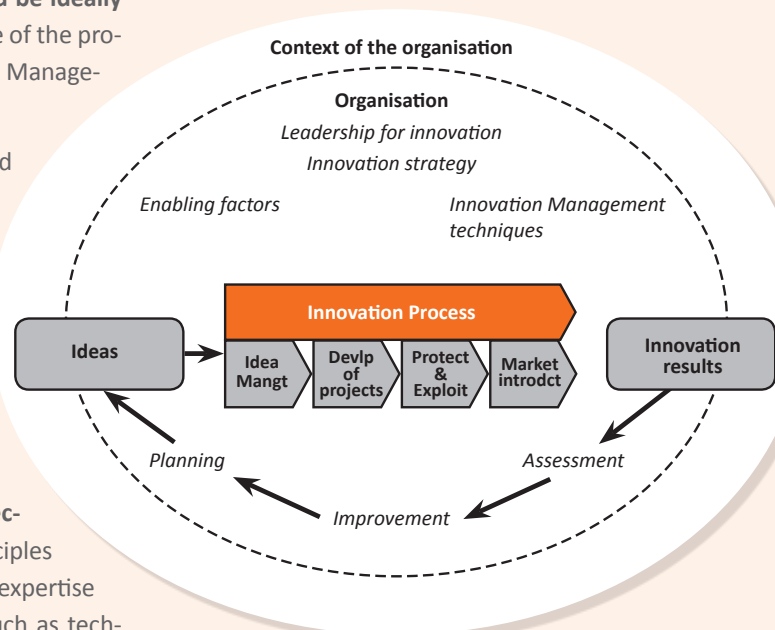 d be ideally
e of the pro-
Manage-
d
Context of the organisation
Organisation
Leadership for innovation
Innovation strategy
Enabling factors
Innovation Management
techniques
Innovation Process
Ideas
Idea
Mangt
Devlp
of
projects
Protect
&
Exploit
Market
introdct
Innovation
results
Planning
Assessment
Improvement
ec-
ciples
expertise
uch as tech-